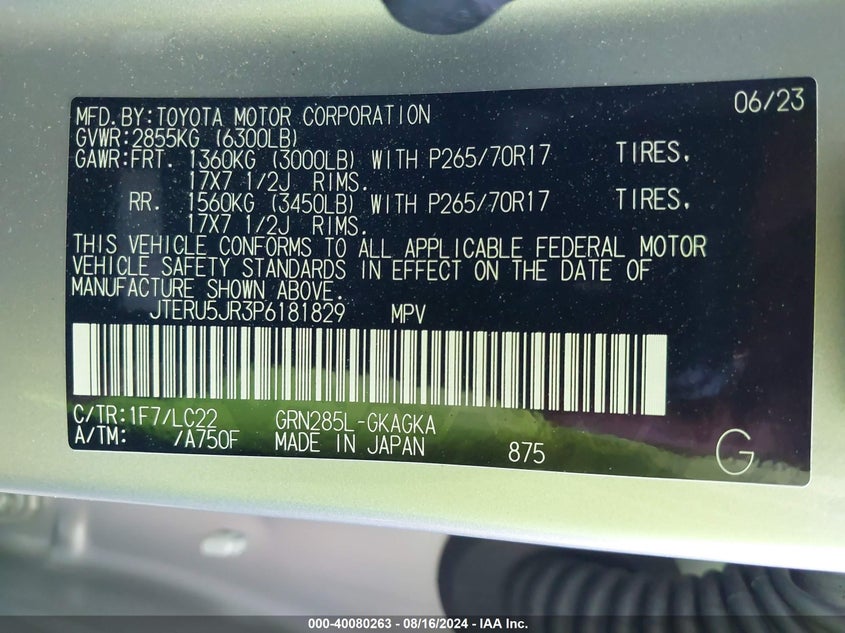 MFD.BY:TOYOTA MOTOR CORPORATION 06/23
GVWR:2855KG (6300LB)
GAWR:FRT. 1360KG (3000LB) WITH P265/70R17 TIRES,
17X7 1/2J RIMS.
RR. 1560KG (3450LB) WITH P265/70R17 TIRES,
17X7 1/2J RIMS.
THIS VEHICLE CONFORMS TO ALL APPLICABLE FEDERAL MOTOR
VEHICLE SAFETY STANDARDS IN EFFECT ON THE DATE OF
MANUFACTURE SHOWN ABOVE.
JTERU5JR3P6181829 MPV
C/TR:1F7/LC22 GRN285L-GKAGKA
A/TM: /A750F MADE IN JAPAN 875 G
000-40080263 - 08/16/2024 - IAA Inc.